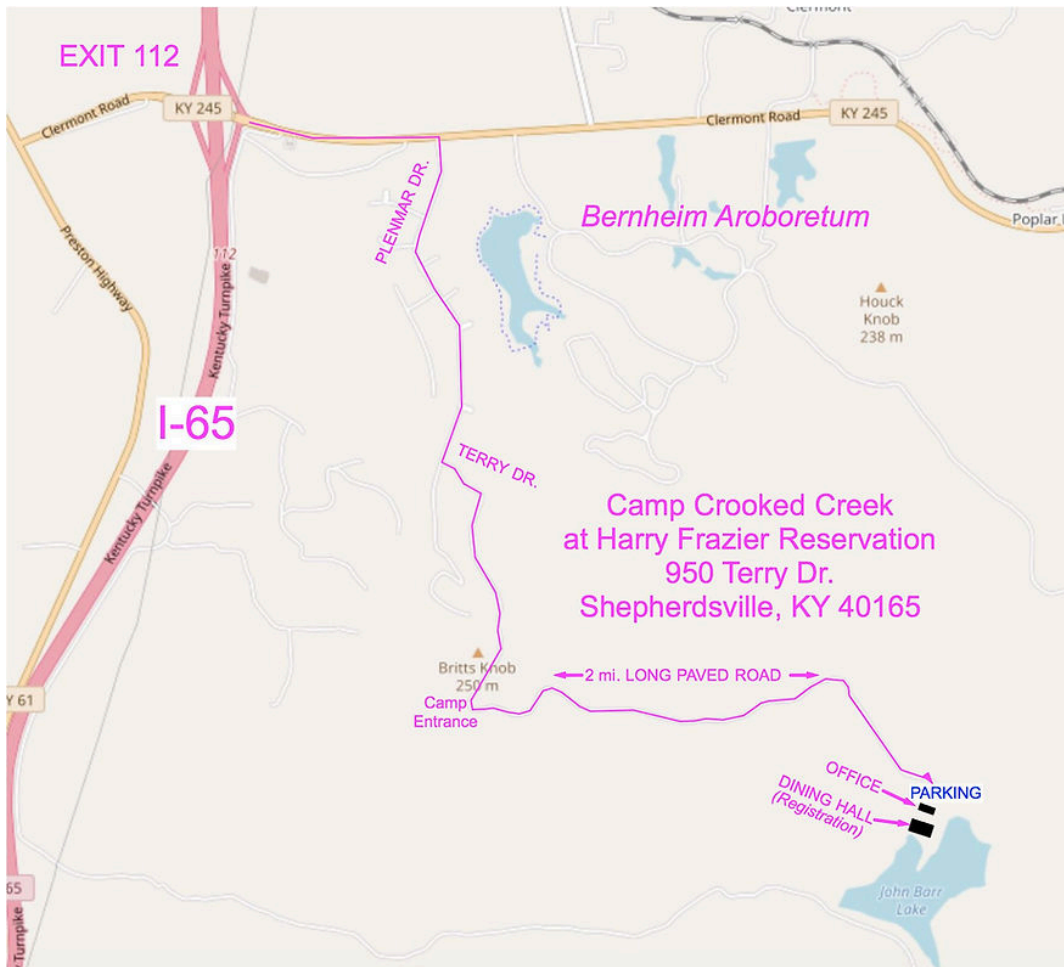 Clermont
EXIT 112
KY 245
Clermont Road
Clermont Road
KY 245
PLENMAR DR.
Bernheim Aroboretum
Poplar
Preston Highway
112
Kentucky Turnpike
Houck
Knob
238 m
I-65
TERRY DR.
Kentucky Turnpike
Camp Crooked Creek
at Harry Frazier Reservation
950 Terry Dr.
Shepherdsville, KY 40165
Britts Knob
250 m
2 mi. LONG PAVED ROAD
Y 61
Camp
Entrance
OFFICE
PARKING
DINING HALL
(Registration)
65
John Barr
Lake
Turnpike